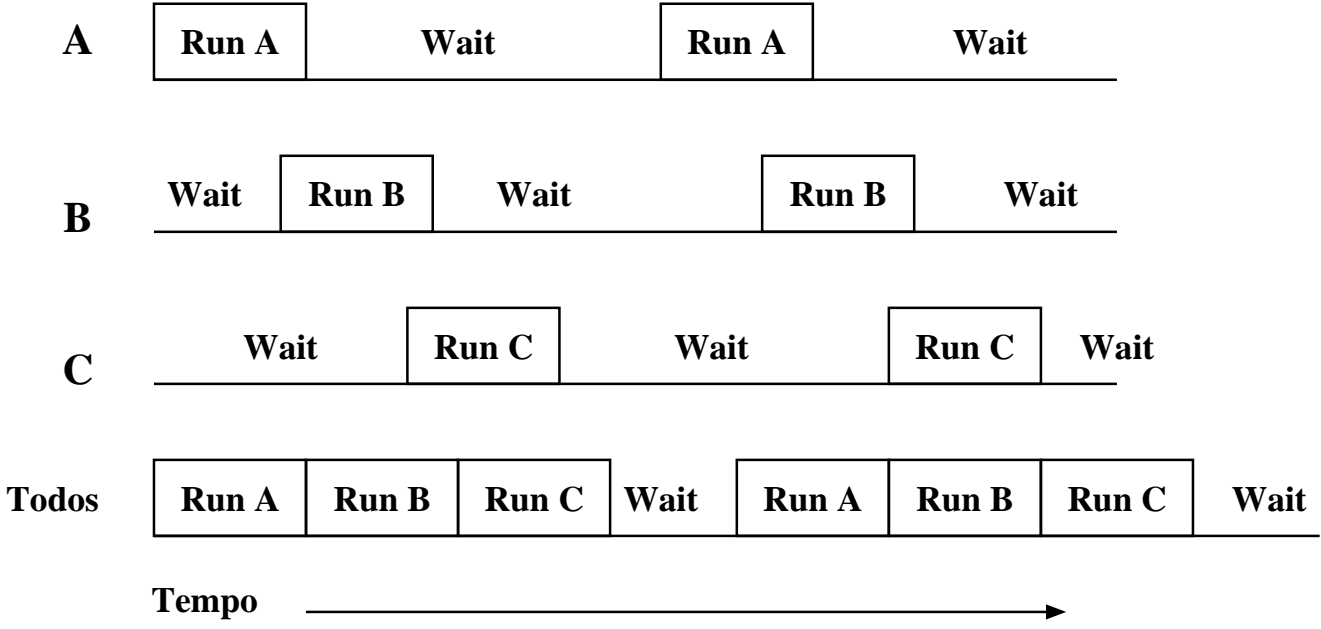 A Run A Wait Run A Wait
B Wait Run B Wait Run B Wait
C Wait Run C Wait Run C Wait
Todos Run A Run B Run C Wait Run A Run B Run C Wait
Tempo